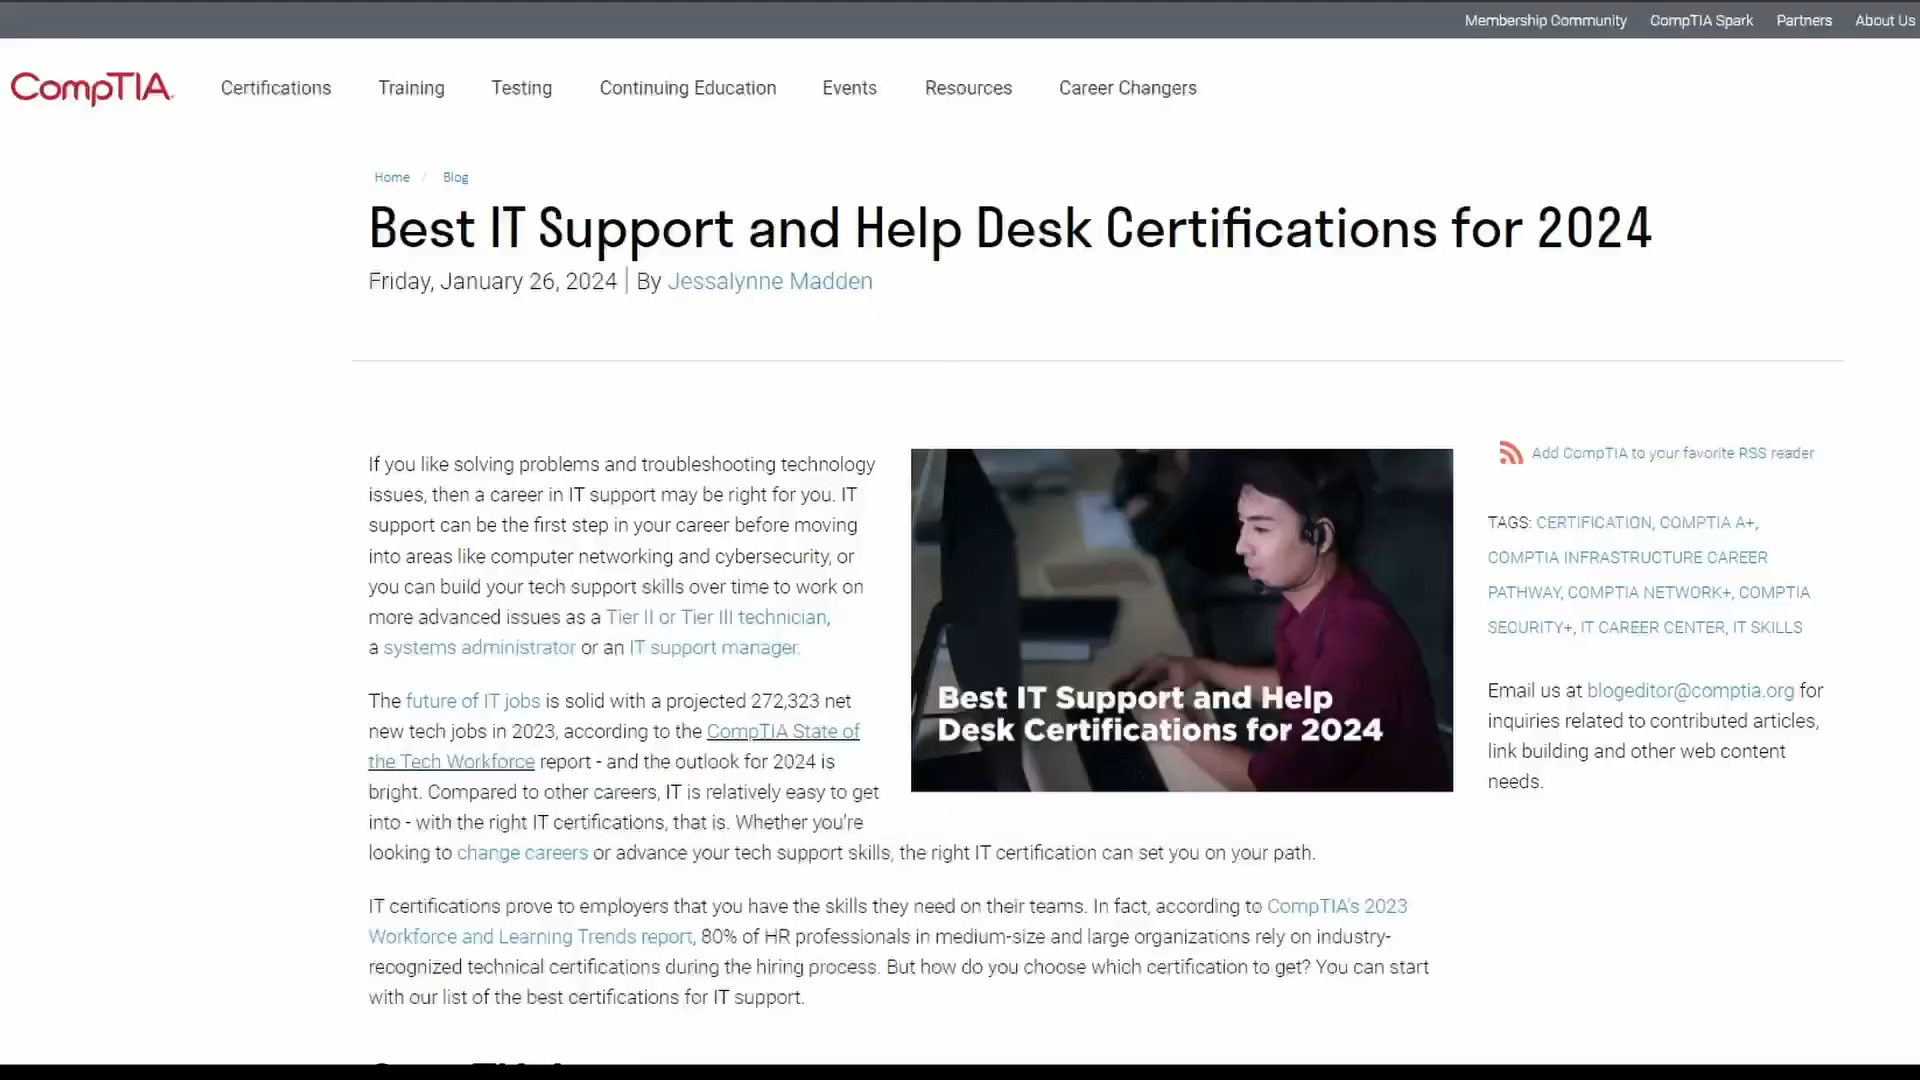 Membership Community CompTIA Spark Partners About Us
CompTIA.
Certifications Training Testing Continuing Education Events Resources Career Changers
Home / Blog
Best IT Support and Help Desk Certifications for 2024
Friday, January 26, 2024 | By Jessalynne Madden
If you like solving problems and troubleshooting technology
issues, then a career in IT support may be right for you. IT
support can be the first step in your career before moving
into areas like computer networking and cybersecurity, or
you can build your tech support skills over time to work on
more advanced issues as a Tier II or Tier III technician,
a systems administrator or an IT support manager.
The future of IT jobs is solid with a projected 272,323 net
new tech jobs in 2023, according to the CompTIA State of
the Tech Workforce report - and the outlook for 2024 is
bright. Compared to other careers, IT is relatively easy to get
into - with the right IT certifications, that is. Whether you're
looking to change careers or advance your tech support skills, the right IT certification can set you on your path.
IT certifications prove to employers that you have the skills they need on their teams. In fact, according to CompTIA's 2023
Workforce and Learning Trends report, 80% of HR professionals in medium-size and large organizations rely on industry-
recognized technical certifications during the hiring process. But how do you choose which certification to get? You can start
with our list of the best certifications for IT support.
Best IT Support and Help
Desk Certifications for 2024
Add CompTIA to your favorite RSS reader
TAGS: CERTIFICATION, COMPTIA A+,
COMPTIA INFRASTRUCTURE CAREER
PATHWAY, COMPTIA NETWORK+, COMPTIA
SECURITY+, IT CAREER CENTER, IT SKILLS
Email us at blogeditor@comptia.org for
inquiries related to contributed articles,
link building and other web content
needs.